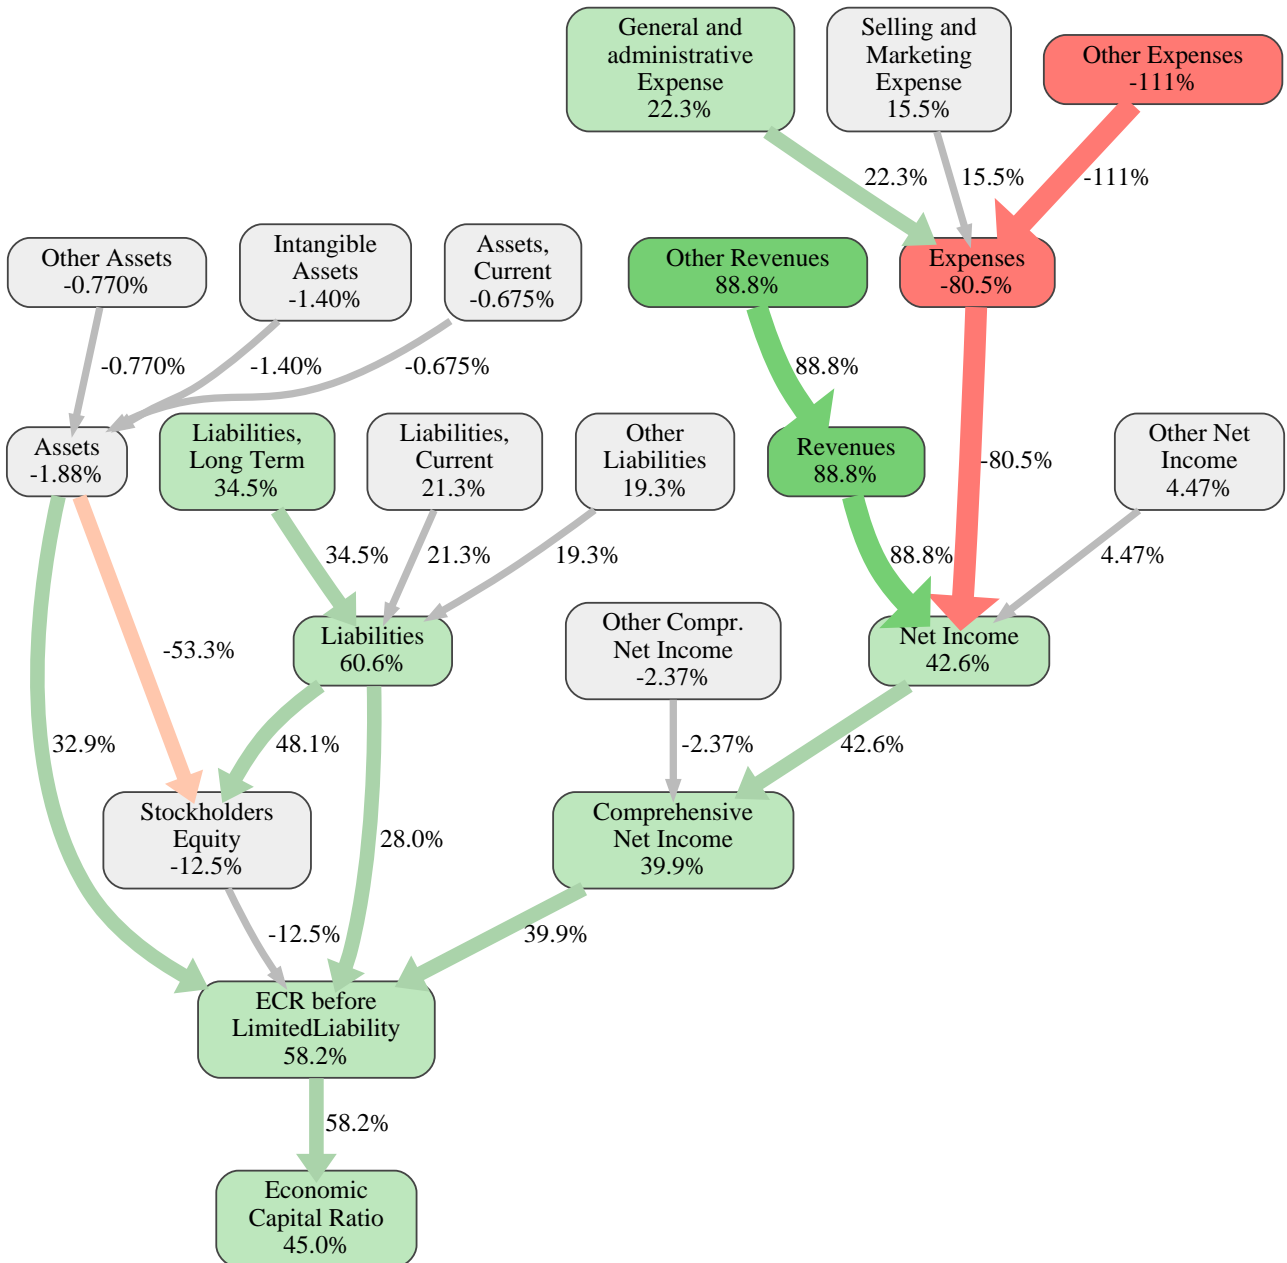 General and
administrative
Expense
22.3%
Selling and
Marketing
Expense
15.5%
Other Expenses
-111%
22.3%
15.5%
-111%
Other Assets
-0.770%
Intangible
Assets
-1.40%
Assets,
Current
-0.675%
Other Revenues
88.8%
Expenses
-80.5%
-0.770%
-1.40%
-0.675%
88.8%
Assets
-1.88%
Liabilities,
Long Term
34.5%
Liabilities,
Current
21.3%
Other
Liabilities
19.3%
Revenues
88.8%
-80.5%
Other Net
Income
4.47%
34.5%
21.3%
19.3%
88.8%
4.47%
-53.3%
Liabilities
60.6%
Other Compr.
Net Income
-2.37%
Net Income
42.6%
32.9%
48.1%
-2.37%
42.6%
Stockholders
Equity
-12.5%
28.0%
Comprehensive
Net Income
39.9%
-12.5%
39.9%
ECR before
LimitedLiability
58.2%
58.2%
Economic
Capital Ratio
45.0%